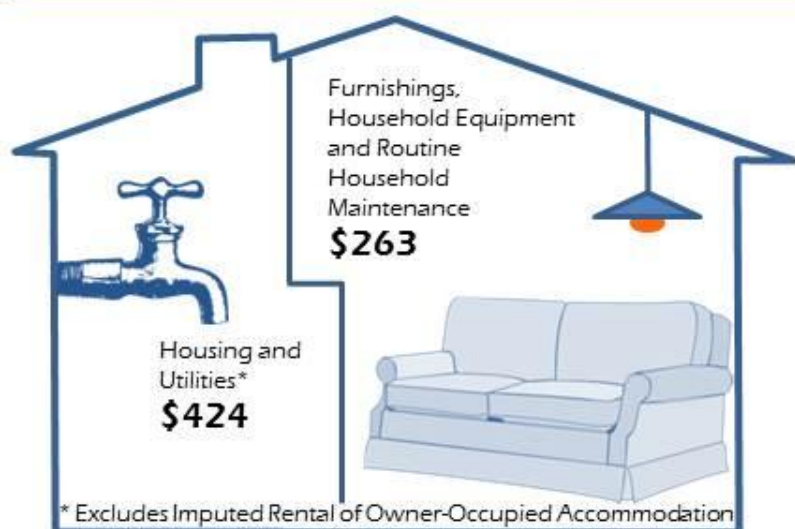 Furnishings,
Household Equipment
and Routine
Household
Maintenance
$263
Housing and
Utilities*
$424
* Excludes Imputed Rental of Owner-Occupied Accommodation